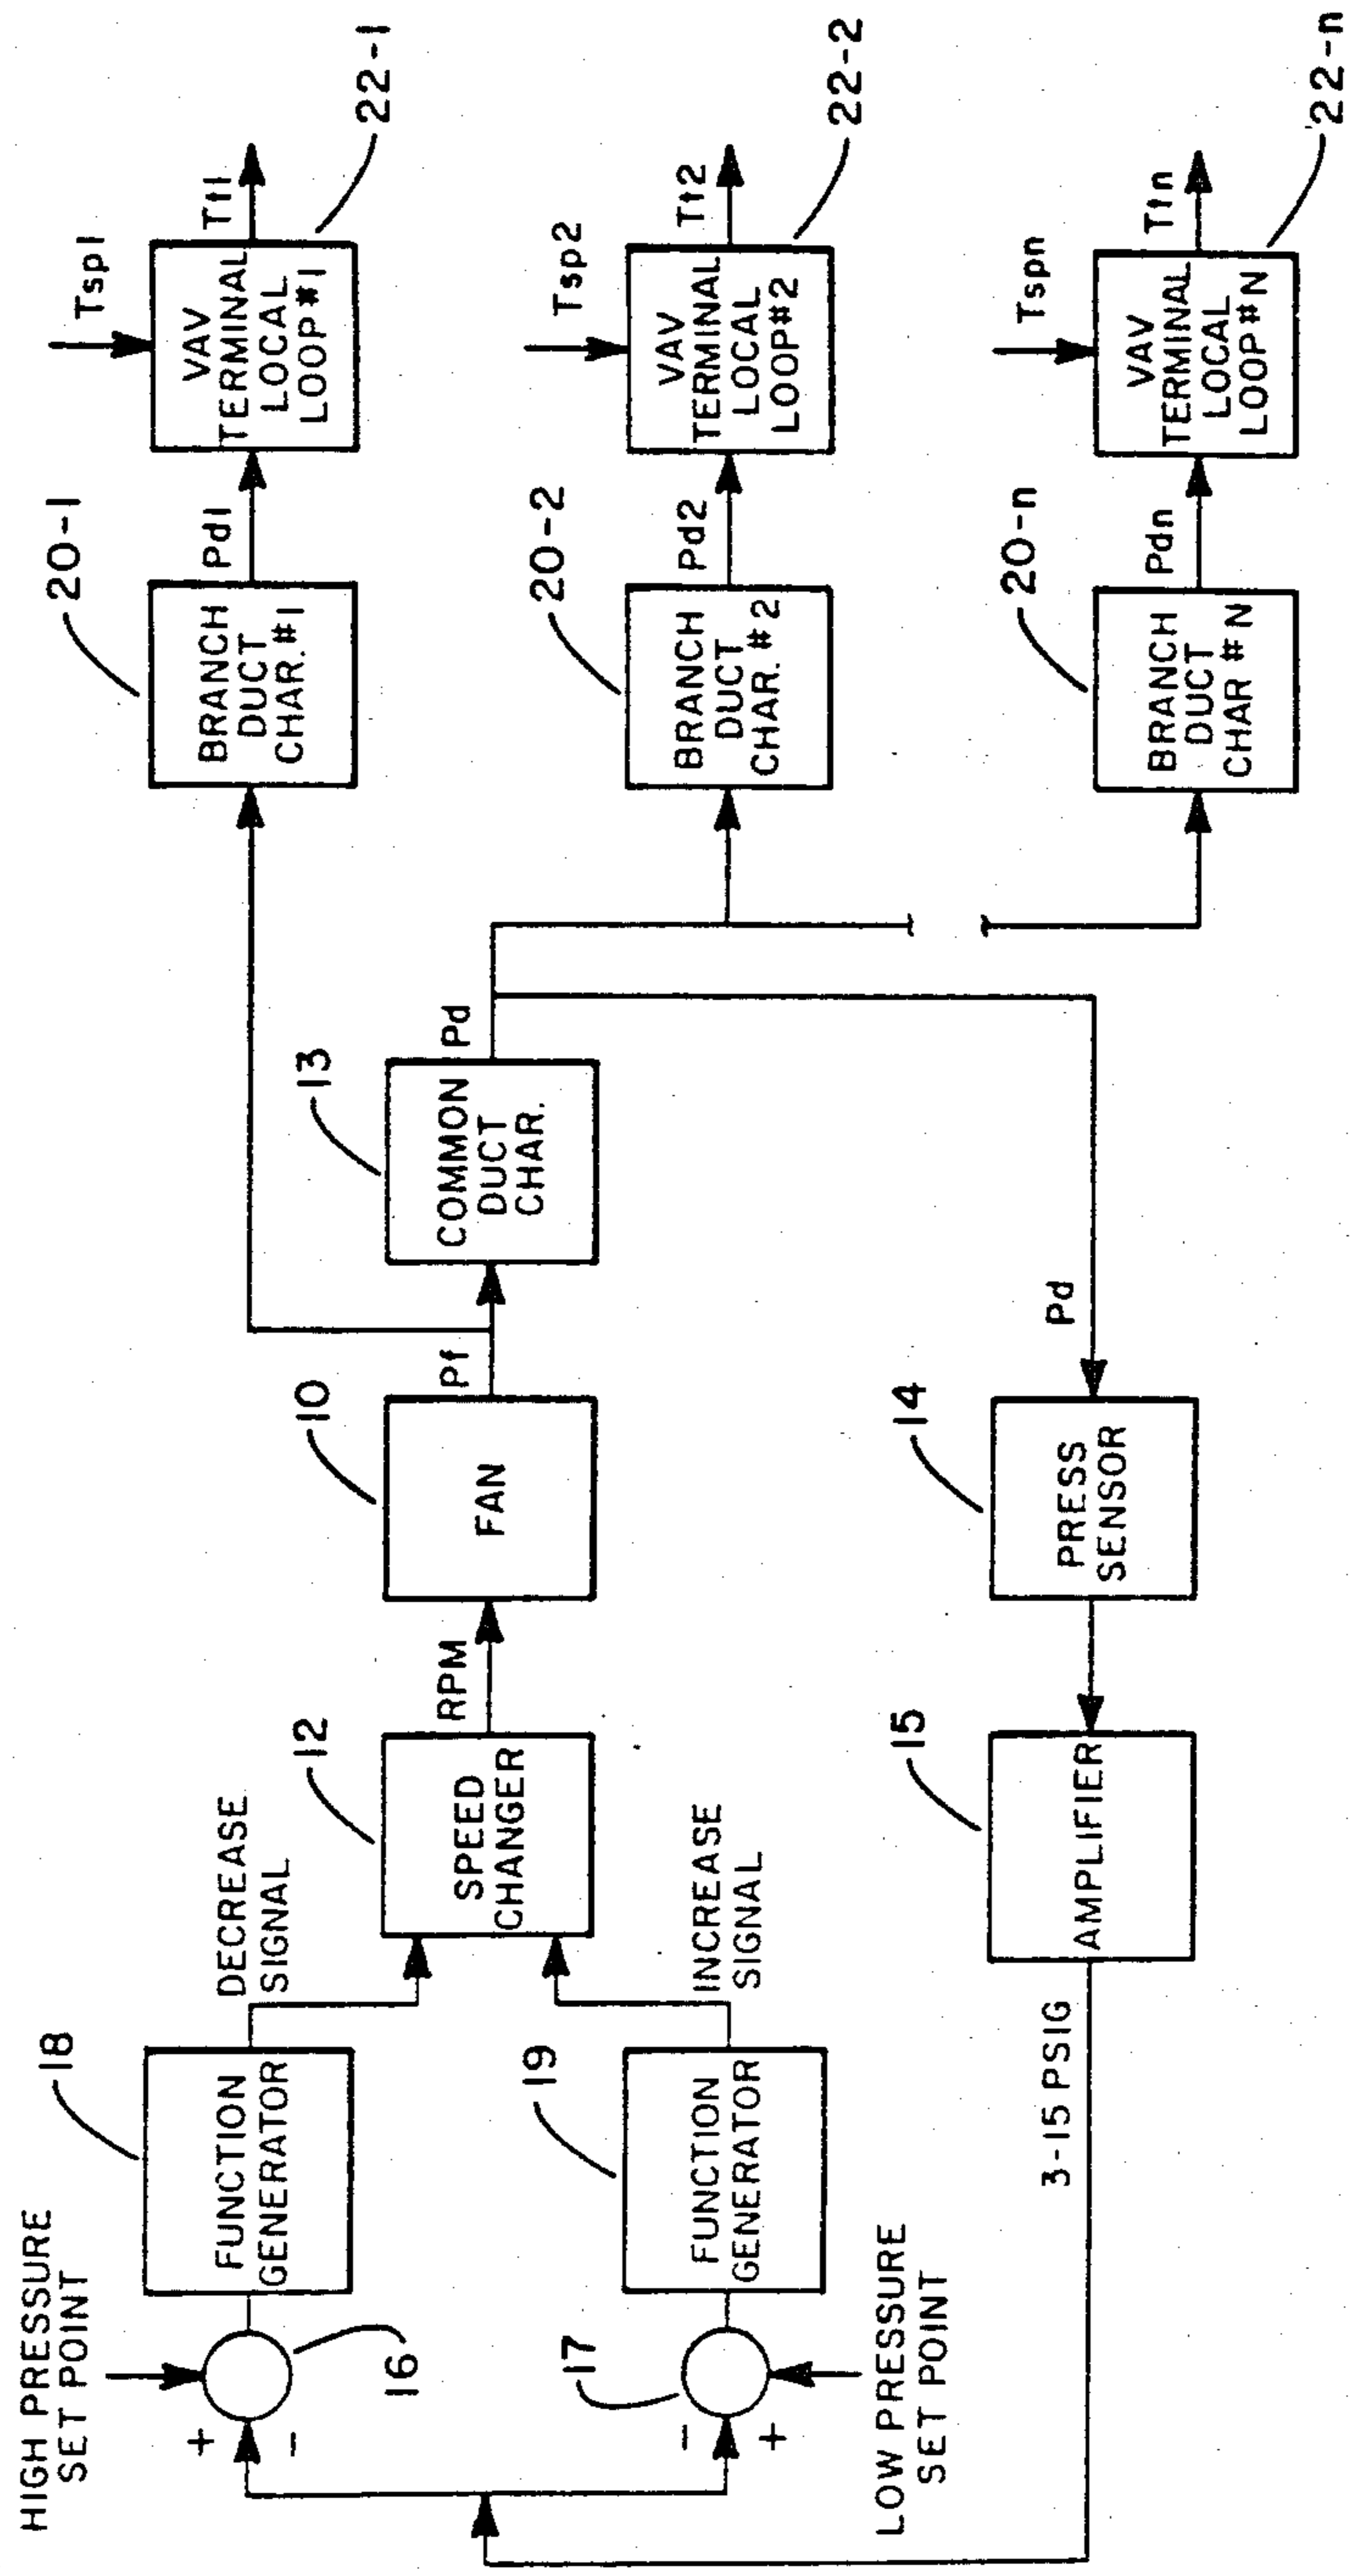 HIGH PRESSURE
SET POINT
+
-
16
18
FUNCTION
GENERATOR
DECREASE
SIGNAL
17
-
+
LOW PRESSURE
SET POINT
19
FUNCTION
GENERATOR
INCREASE
SIGNAL
12
SPEED
CHANGER
RPM
10
FAN
Pf
13
COMMON
DUCT
CHAR.
Pd
20-1
BRANCH
DUCT
CHAR. #1
Pd1
Tsp1
VAV
TERMINAL
LOCAL
LOOP #1
Tt1
22-1
20-2
BRANCH
DUCT
CHAR. #2
Pd2
Tsp2
VAV
TERMINAL
LOCAL
LOOP #2
Tt2
22-2
20-n
BRANCH
DUCT
CHAR #N
Pdn
Tspn
VAV
TERMINAL
LOCAL
LOOP #N
Ttn
22-n
3-15 PSIG
15
AMPLIFIER
14
PRESS
SENSOR
Pd